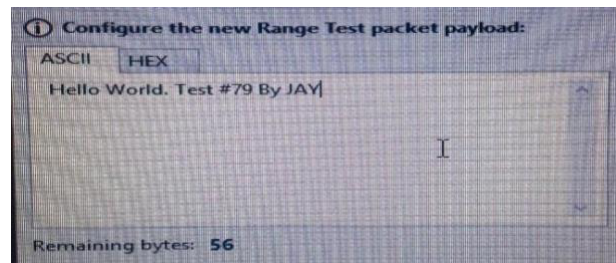 Configure the new Range Test packet payload:
ASCII HEX
Hello World. Test #79 By JAY
Remaining bytes: 56